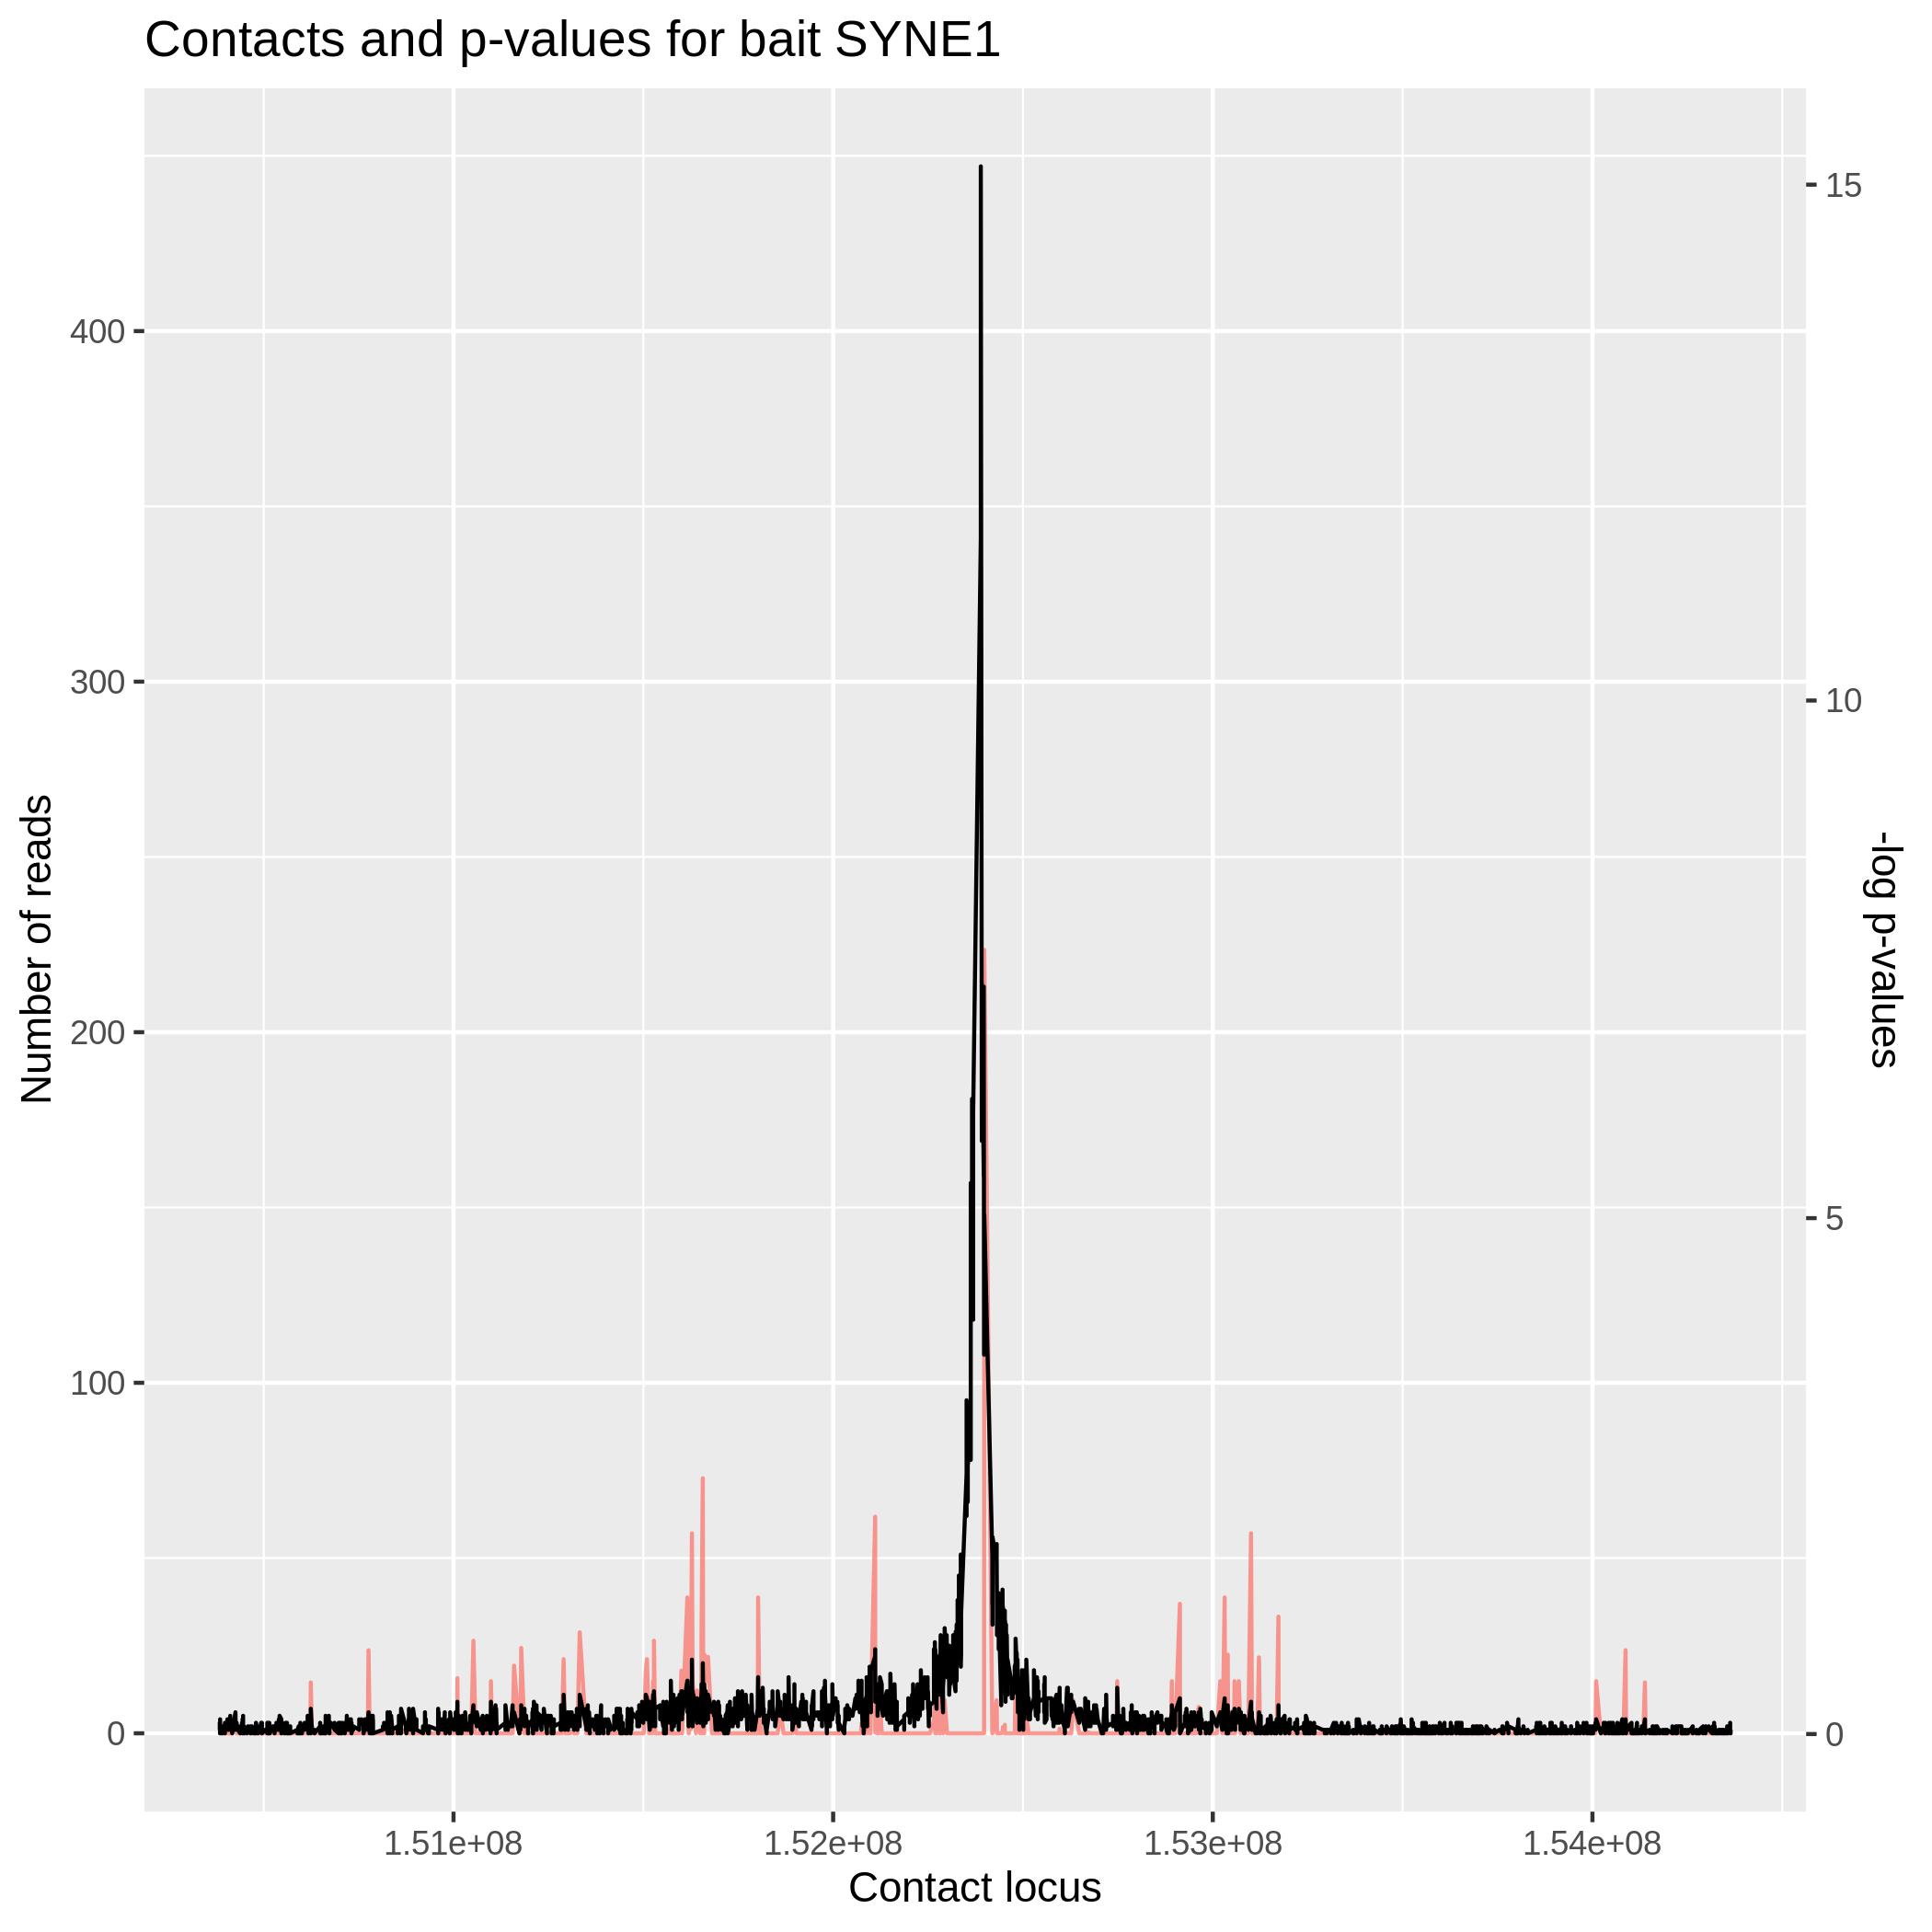 Contacts and p-values for bait SYNE1
Number of reads
400
300
200
100
0
15
10
5
0
-log p-values
1.51e+08 1.52e+08 1.53e+08 1.54e+08
Contact locus